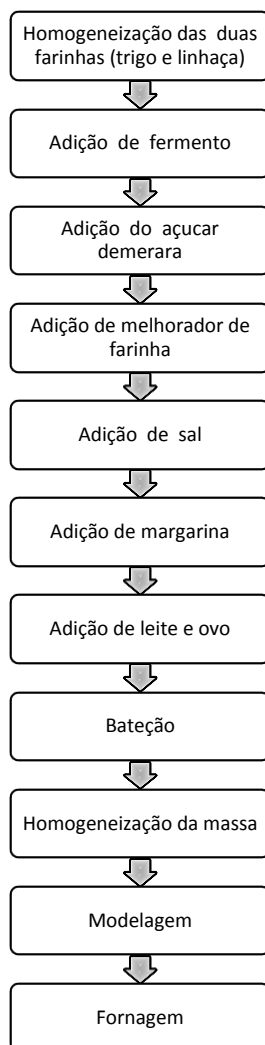 Homogeneização das duas
farinhas (trigo e linhaça)
Adição de fermento
Adição do açucar
demerara
Adição de melhorador de
farinha
Adição de sal
Adição de margarina
Adição de leite e ovo
Bateção
Homogeneização da massa
Modelagem
Fornagem